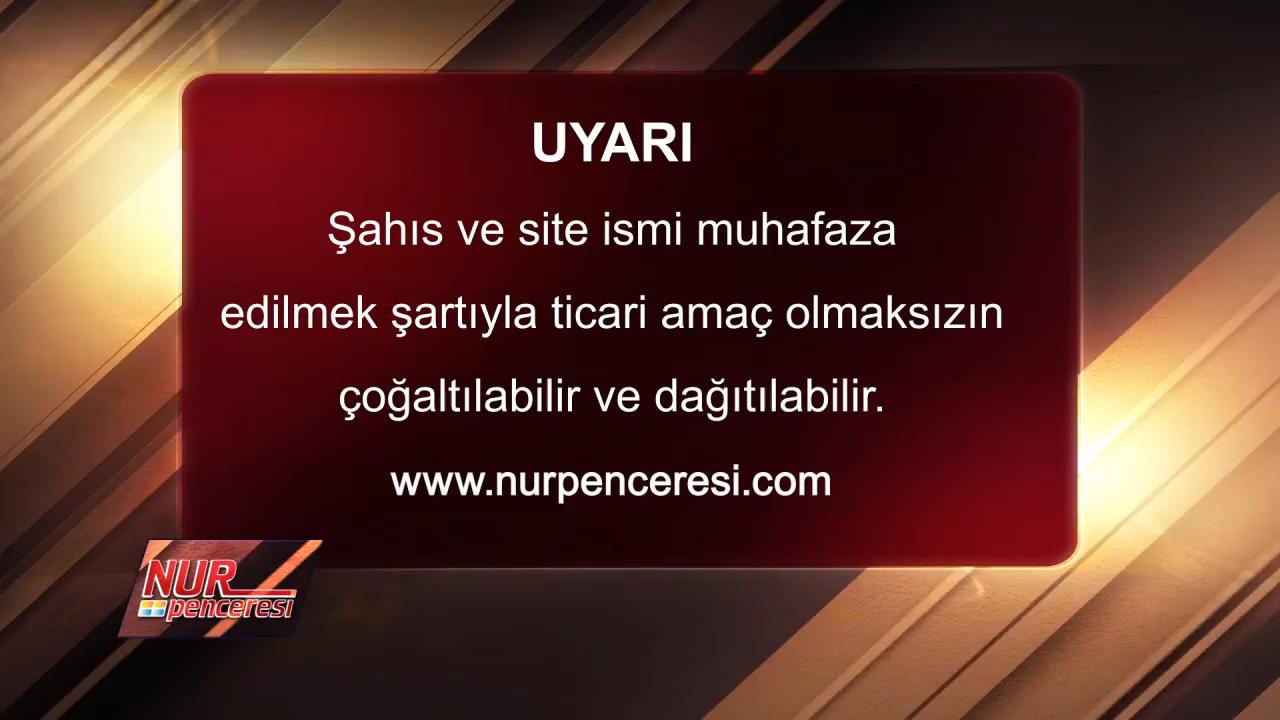 UYARI
Şahıs ve site ismi muhafaza
edilmek şartıyla ticari amaç olmaksızın
çoğaltılabilir ve dağıtılabilir.
www.nurpenceresi.com
NUR
penceresi